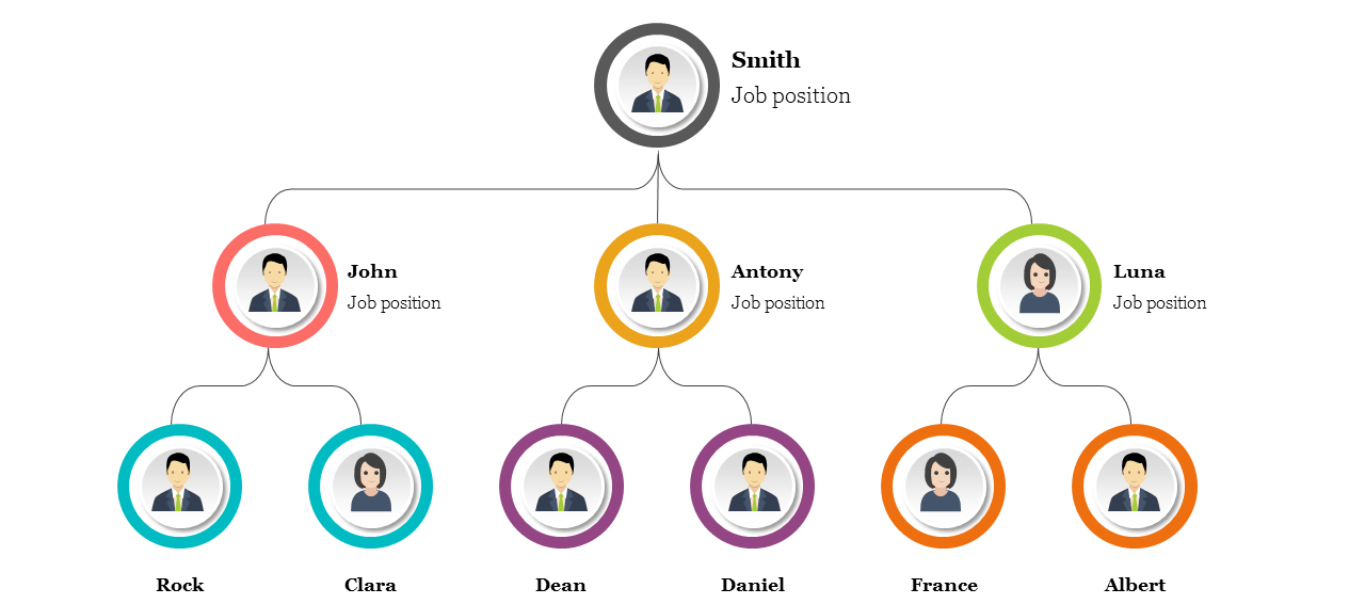 Smith
Job position
John
Job position
Antony
Job position
Luna
Job position
Rock
Clara
Dean
Daniel
France
Albert